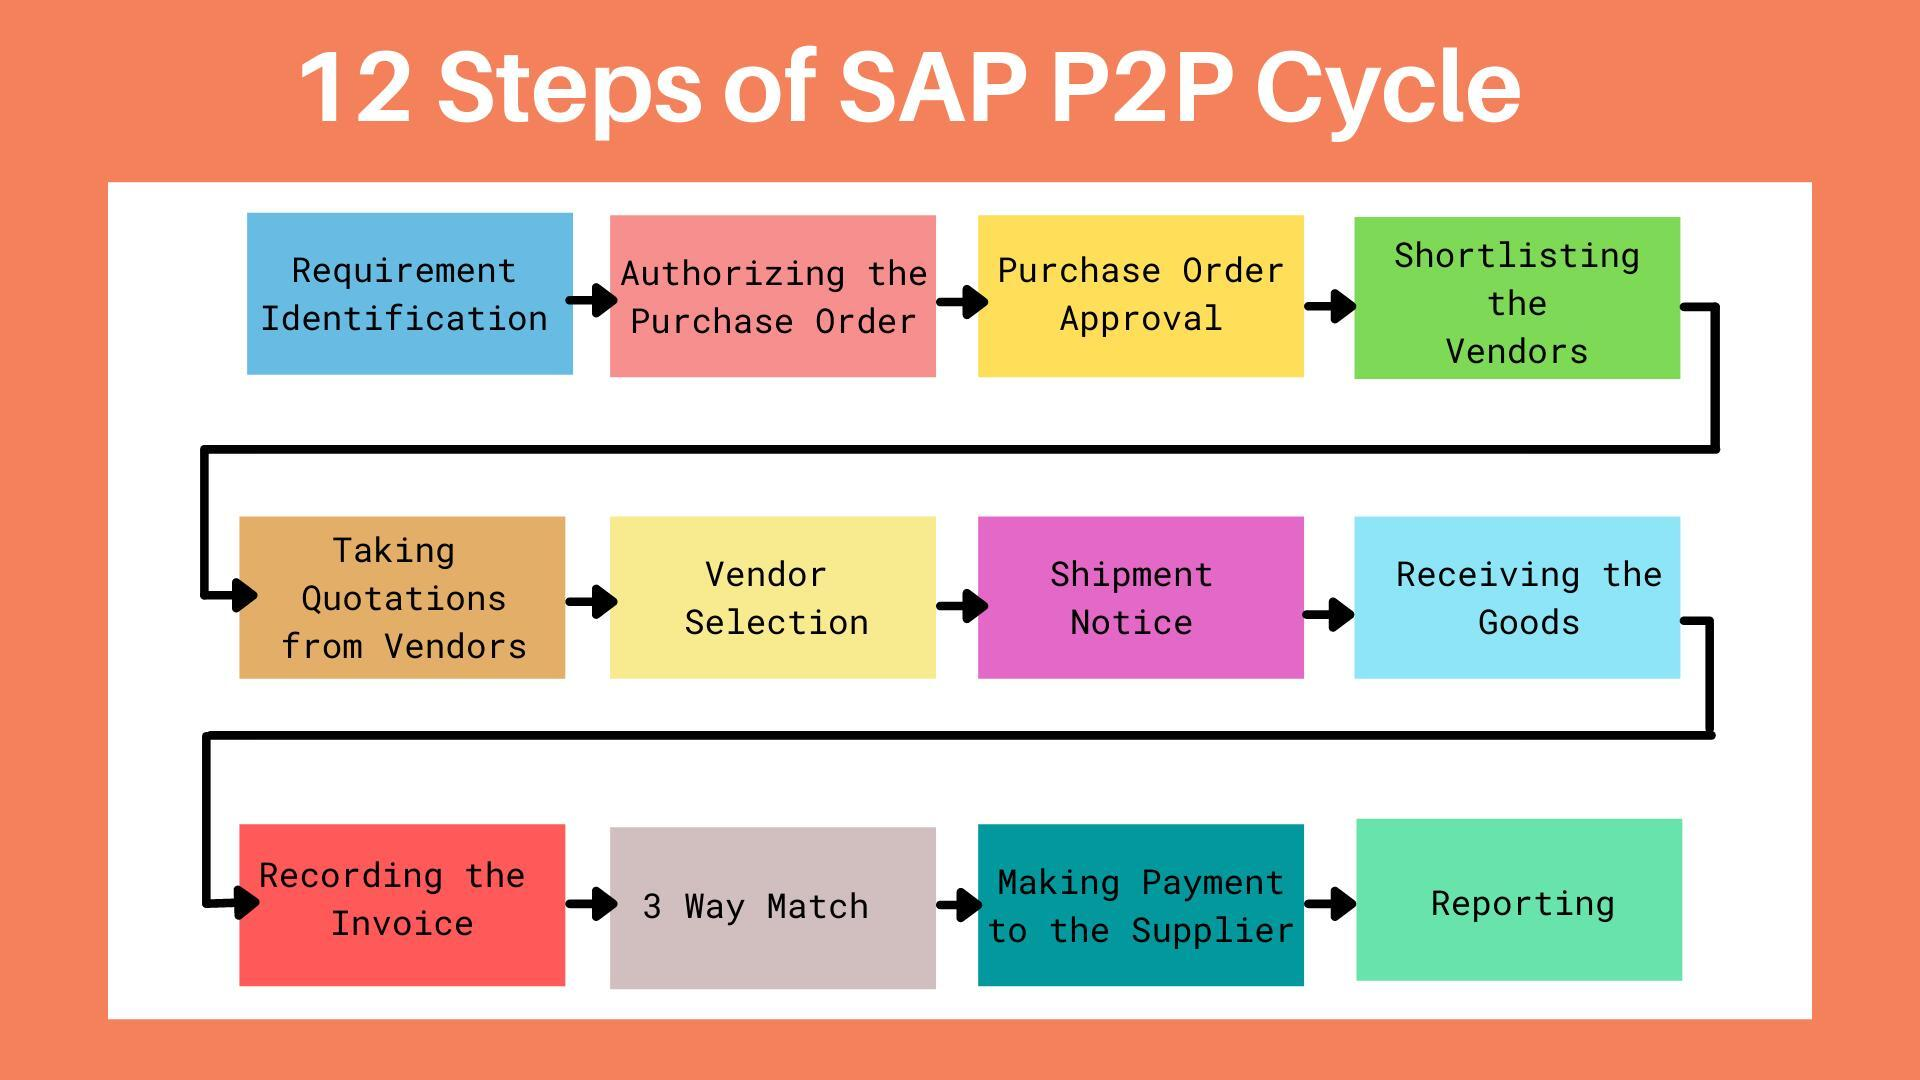 12 Steps of SAP P2P Cycle
Requirement
Identification
Authorizing the
Purchase Order
Purchase Order
Approval
Shortlisting
the
Vendors
Taking
Quotations
from Vendors
Vendor
Selection
Shipment
Notice
Receiving the
Goods
Recording the
Invoice
3 Way Match
Making Payment
to the Supplier
Reporting